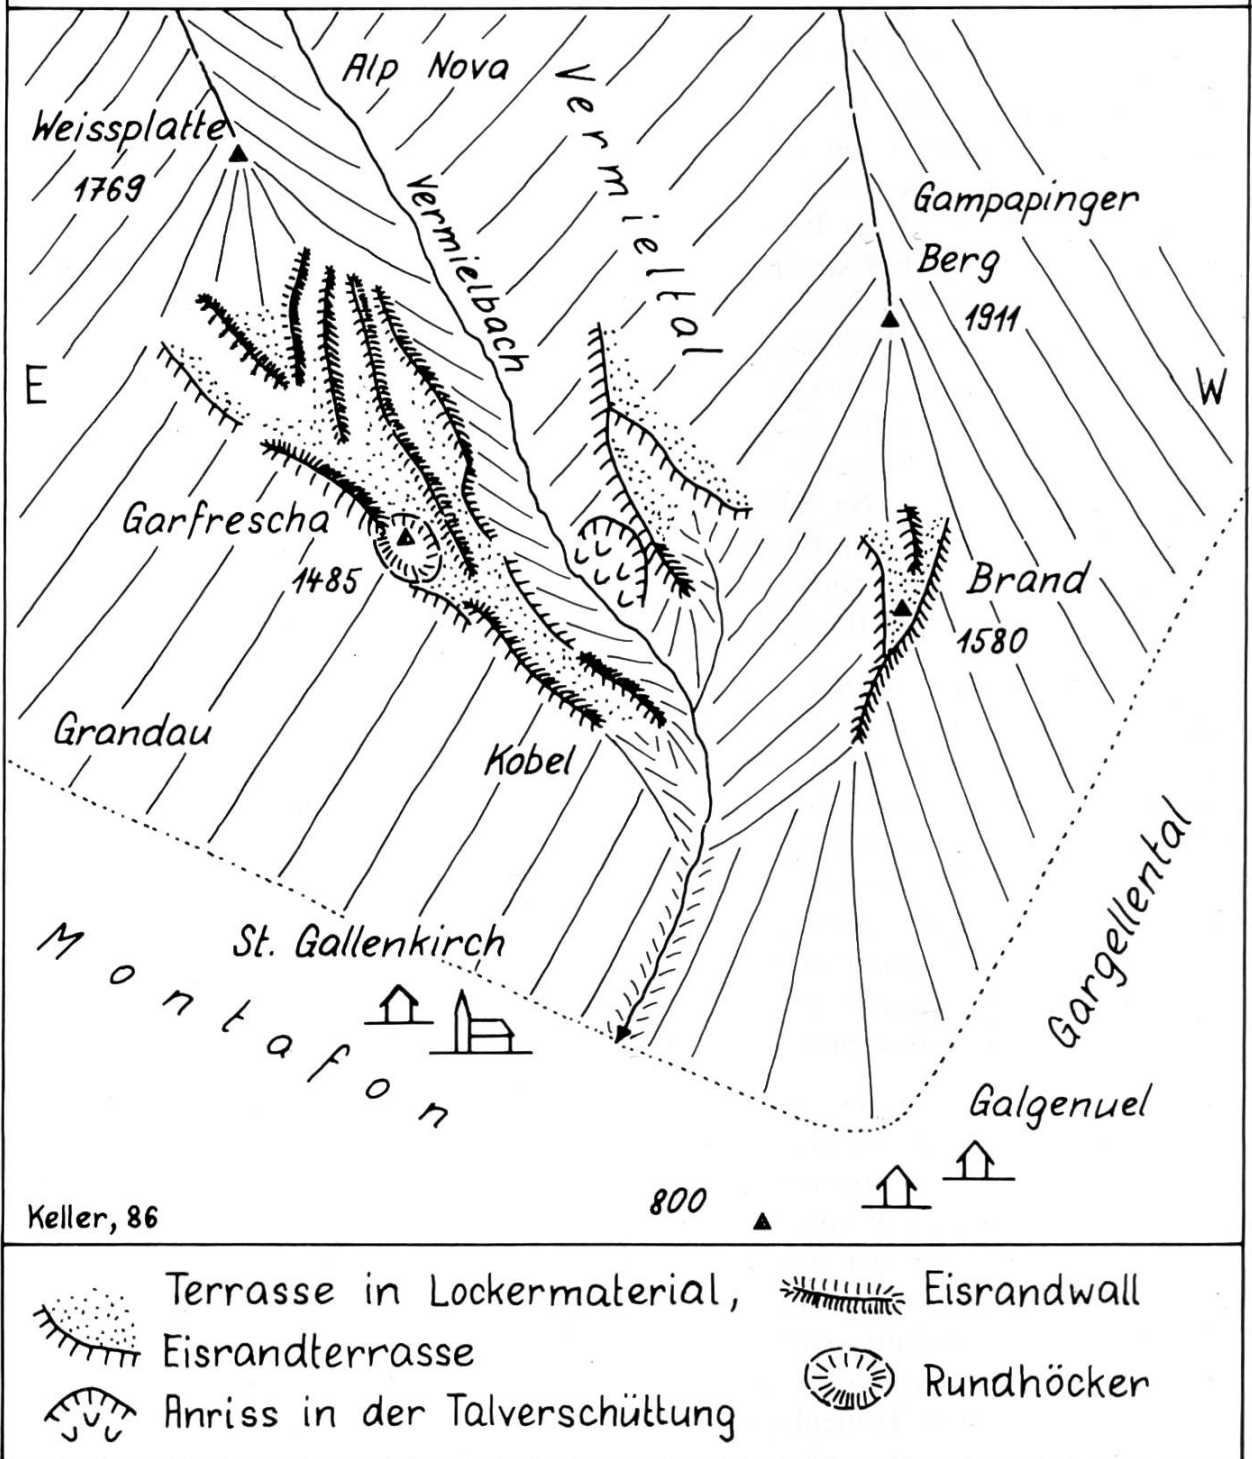 Alp Nova
Vermieltal
Weissplatte
1769
Vermielbach
Gampapinger
Berg
1911
E
W
Garfrescha
1485
Brand
1580
Grandau
Kobel
Gargellental
St. Gallenkirch
Montafon
Galgenuel
800
Keller, 86
Terrasse in Lockermaterial,
Eisrandterrasse
Anriss in der Talverschüttung
Eisrandwall
Rundhöcker